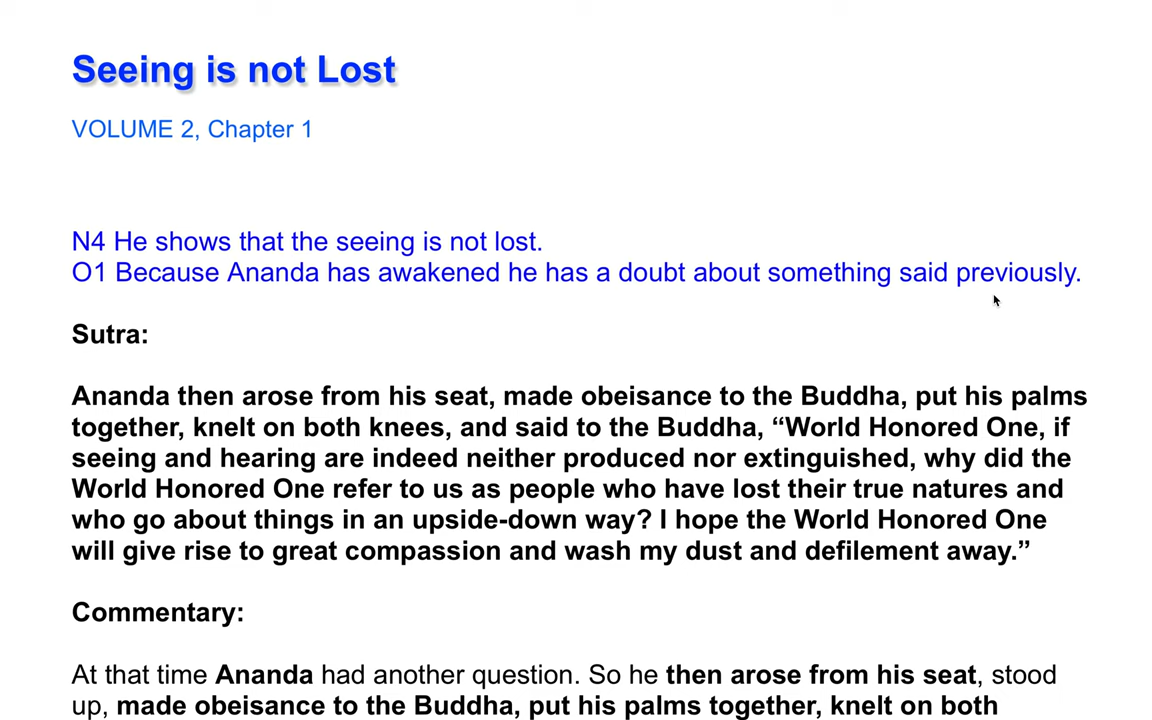 Seeing is not Lost
VOLUME 2, Chapter 1
N4 He shows that the seeing is not lost.
O1 Because Ananda has awakened he has a doubt about something said previously.
Sutra:
Ananda then arose from his seat, made obeisance to the Buddha, put his palms
together, knelt on both knees, and said to the Buddha, “World Honored One, if
seeing and hearing are indeed neither produced nor extinguished, why did the
World Honored One refer to us as people who have lost their true natures and
who go about things in an upside-down way? I hope the World Honored One
will give rise to great compassion and wash my dust and defilement away.”
Commentary:
At that time Ananda had another question. So he then arose from his seat, stood
up, made obeisance to the Buddha, put his palms together, knelt on both